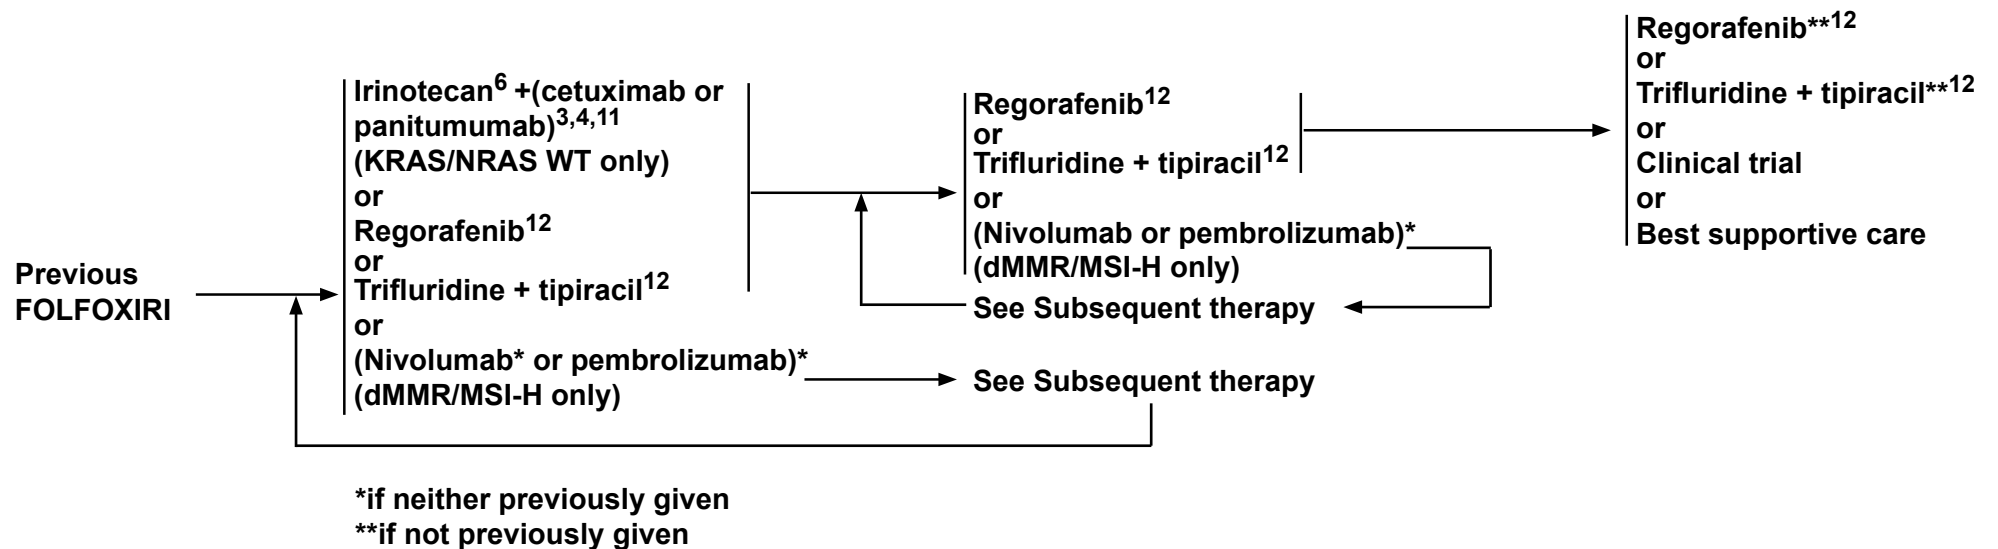 Previous
FOLFOXIRI
Irinotecan6 +(cetuximab or
panitumumab)3,4,11
(KRAS/NRAS WT only)
or
Regorafenib12
or
Trifluridine + tipiracil12
or
(Nivolumab* or pembrolizumab)*
(dMMR/MSI-H only)
Regorafenib12
or
Trifluridine + tipiracil12
or
(Nivolumab or pembrolizumab)*
(dMMR/MSI-H only)
See Subsequent therapy
See Subsequent therapy
Regorafenib**12
or
Trifluridine + tipiracil**12
or
Clinical trial
or
Best supportive care
*if neither previously given
**if not previously given